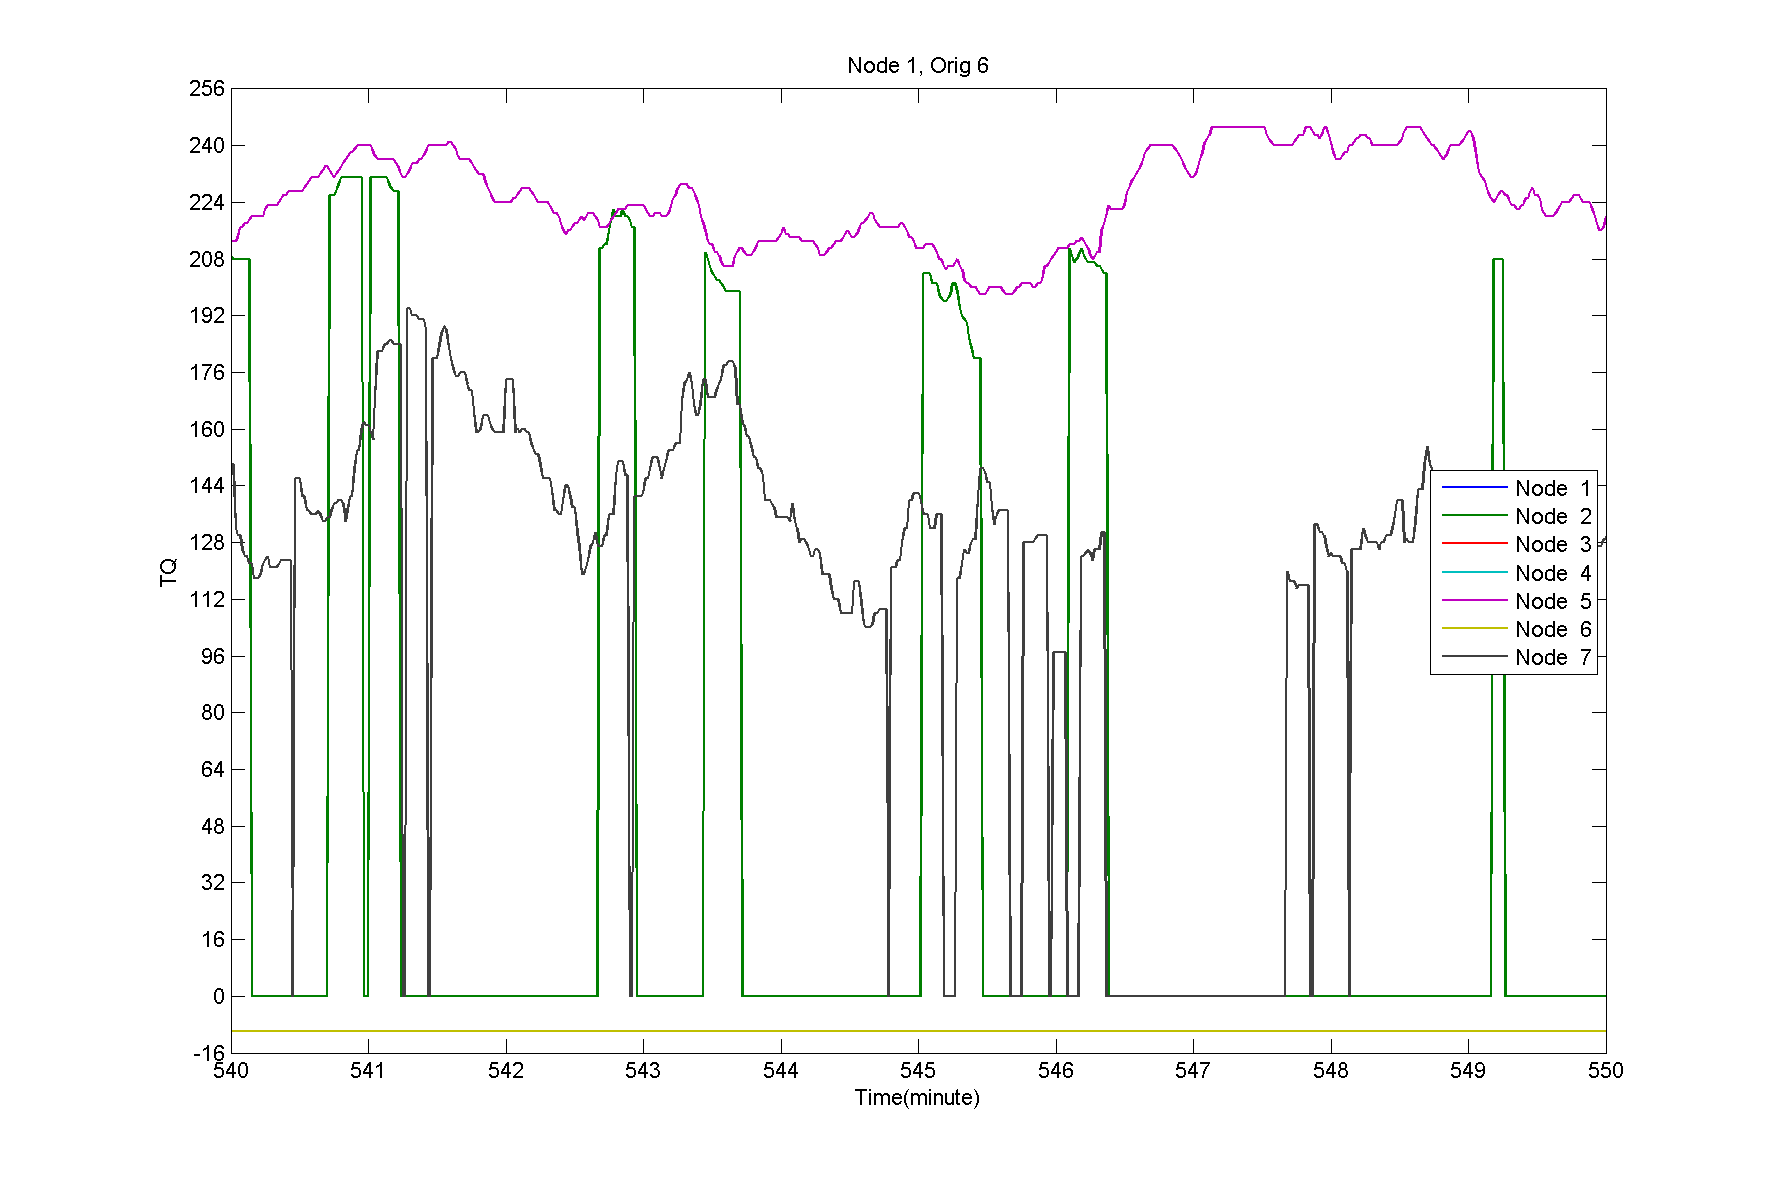 Node 1, Orig 6
256
240
224
208
192
176
160
144
128
112
96
80
64
48
32
16
0
-16
TQ
Node 1
Node 2
Node 3
Node 4
Node 5
Node 6
Node 7
540 541 542 543 544 545 546 547 548 549 550
Time(minute)